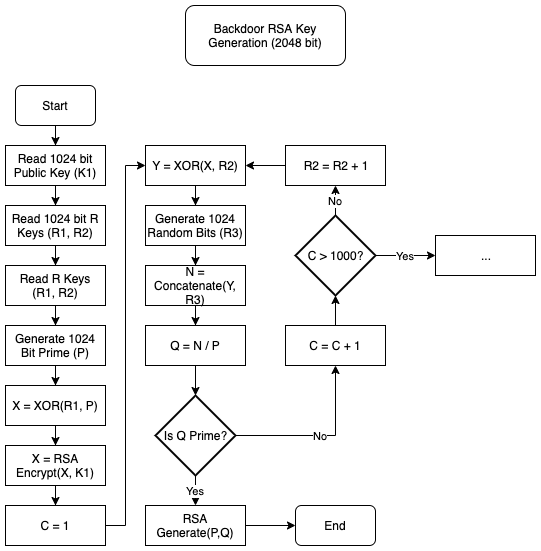 Backdoor RSA Key
Generation (2048 bit)
Start
Read 1024 bit
Public Key (K1)
Read 1024 bit R
Keys (R1, R2)
Read R Keys
(R1, R2)
Generate 1024
Bit Prime (P)
X = XOR(R1, P)
X = RSA
Encrypt(X, K1)
C = 1
Y = XOR(X, R2)
Generate 1024
Random Bits (R3)
N =
Concatenate(Y,
R3)
Q = N / P
Is Q Prime?
Yes
RSA
Generate(P,Q)
End
No
C = C + 1
C > 1000?
No
R2 = R2 + 1
Yes
...